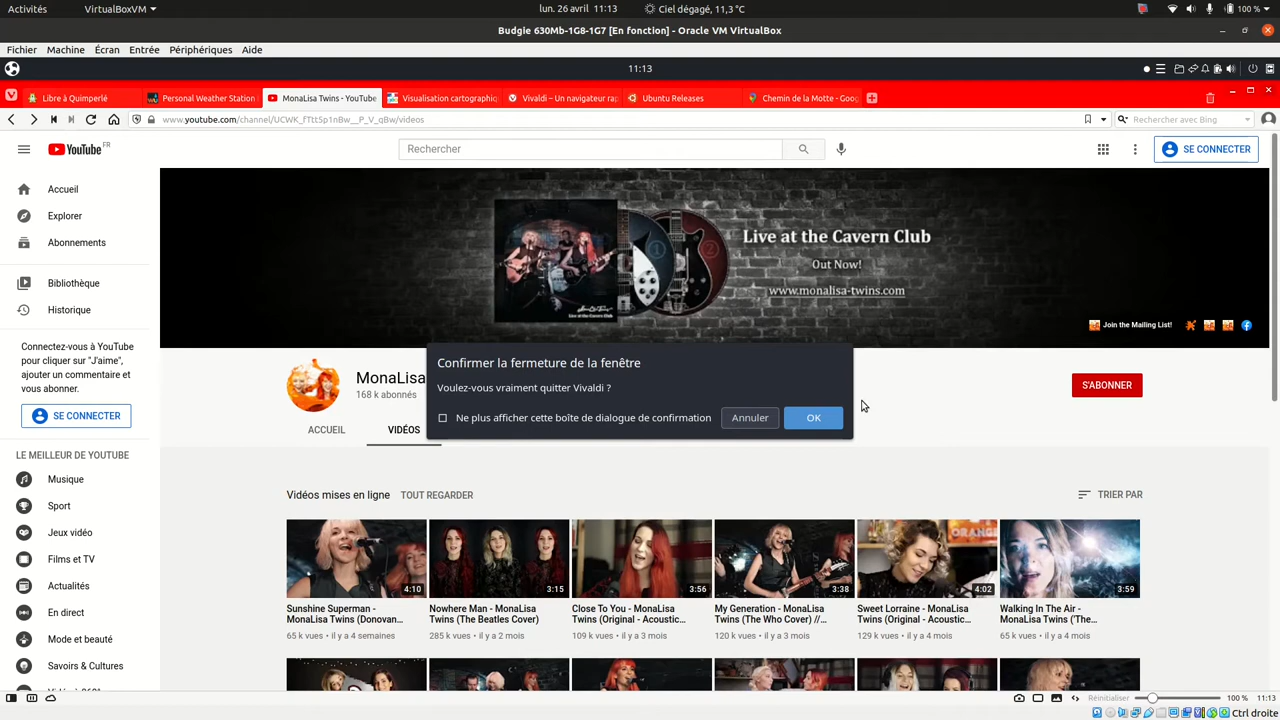 Activités VirtualBoxVM lun. 26 avril 11:13 Ciel dégagé, 11,3 °C 100 %
Budgie 630Mb-1G8-1G7 [En fonction] - Oracle VM VirtualBox
Fichier Machine Écran Entrée Périphériques Aide
11:13
Libre à Quimperlé Personal Weather Station MonaLisa Twins - YouTube Visualisation cartographiq Vivaldi – Un navigateur ra Ubuntu Releases Chemin de la Motte - Goo
www.youtube.com/channel/UCWK_fTttSp1nBw__P_V_qBw/videos Rechercher avec Bing
YouTube FR Rechercher SE CONNECTER
Accueil
Explorer
Abonnements
Bibliothèque
Historique
Connectez-vous à YouTube
pour cliquer sur "J'aime",
ajouter un commentaire et
vous abonner.
SE CONNECTER
LE MEILLEUR DE YOUTUBE
Musique
Sport
Jeux vidéo
Films et TV
Actualités
En direct
Mode et beauté
Savoirs & Cultures
Live at the Cavern Club
Out Now!
www.monalisa-twins.com
Join the Mailing List!
MonaLisa
168 k abonnés
S'ABONNER
ACCUEIL VIDÉOS
Confirmer la fermeture de la fenêtre
Voulez-vous vraiment quitter Vivaldi ?
Ne plus afficher cette boîte de dialogue de confirmation Annuler OK
Vidéos mises en ligne TOUT REGARDER TRIER PAR
4:10 3:15 3:56 3:38 4:02 3:59
Sunshine Superman -
MonaLisa Twins (Donovan...
65 k vues • il y a 4 semaines
Nowhere Man - MonaLisa
Twins (The Beatles Cover)
285 k vues • il y a 2 mois
Close To You - MonaLisa
Twins (Original - Acoustic...
109 k vues • il y a 3 mois
My Generation - MonaLisa
Twins (The Who Cover) //...
120 k vues • il y a 3 mois
Sweet Lorraine - MonaLisa
Twins (Original - Acoustic...
129 k vues • il y a 4 mois
Walking In The Air -
MonaLisa Twins ('The...
65 k vues • il y a 4 mois
Réinitialiser 100 % 11:13
Ctrl droite